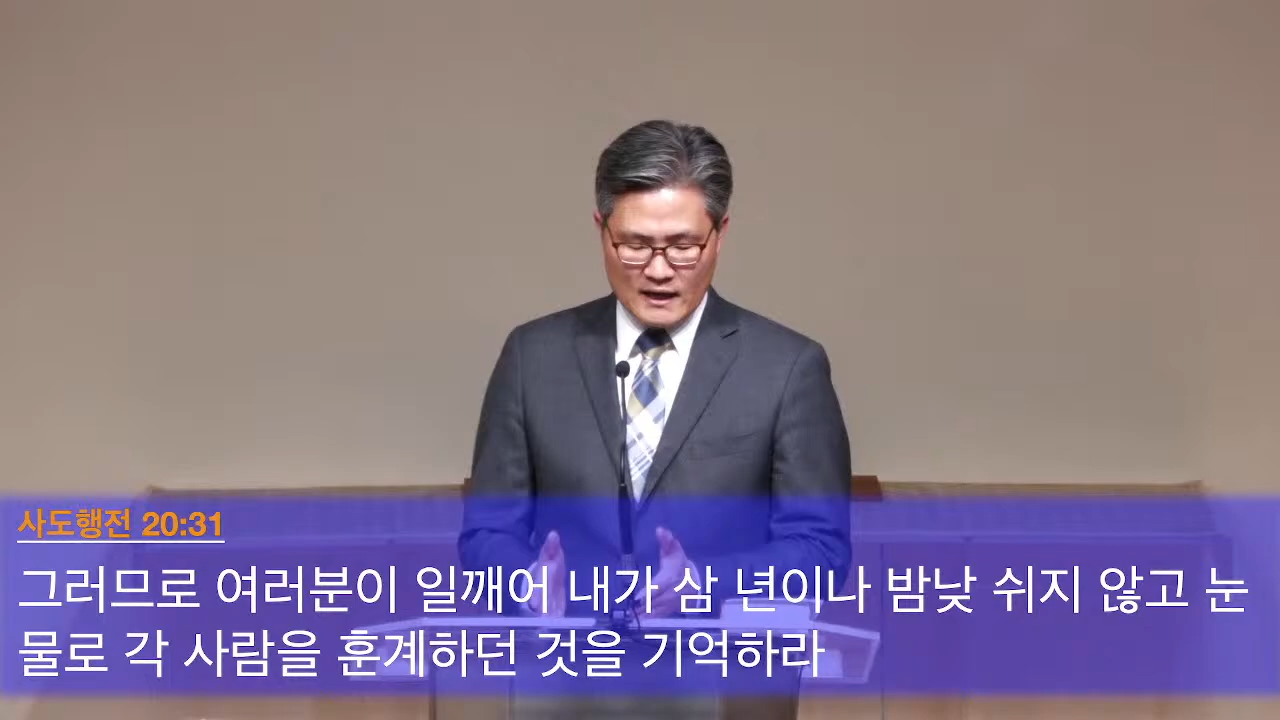 사도행전 20:31
그러므로 여러분이 일깨어 내가 삼 년이나 밤낮 쉬지 않고 눈
물로 각 사람을 훈계하던 것을 기억하라